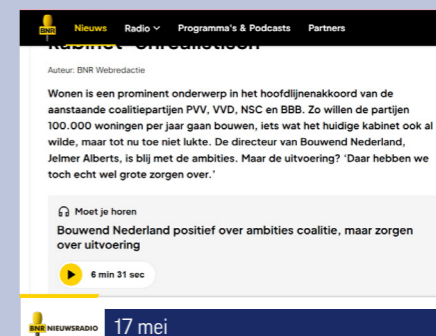 BNR Nieuws Radio Programma's & Podcasts Partners
kabinet 'onrealistisch'
Auteur: BNR Webredactie
Wonen is een prominent onderwerp in het hoofdlijnenakkoord van de
aanstaande coalitiepartijen PVV, VVD, NSC en BBB. Zo willen de partijen
100.000 woningen per jaar gaan bouwen, iets wat het huidige kabinet ook al
wilde, maar tot nu toe niet lukte. De directeur van Bouwend Nederland,
Jelmer Alberts, is blij met de ambities. Maar de uitvoering? 'Daar hebben we
toch echt wel grote zorgen over.'
Moet je horen
Bouwend Nederland positief over ambities coalitie, maar zorgen
over uitvoering
6 min 31 sec
BNR NIEUWSRADIO 17 mei